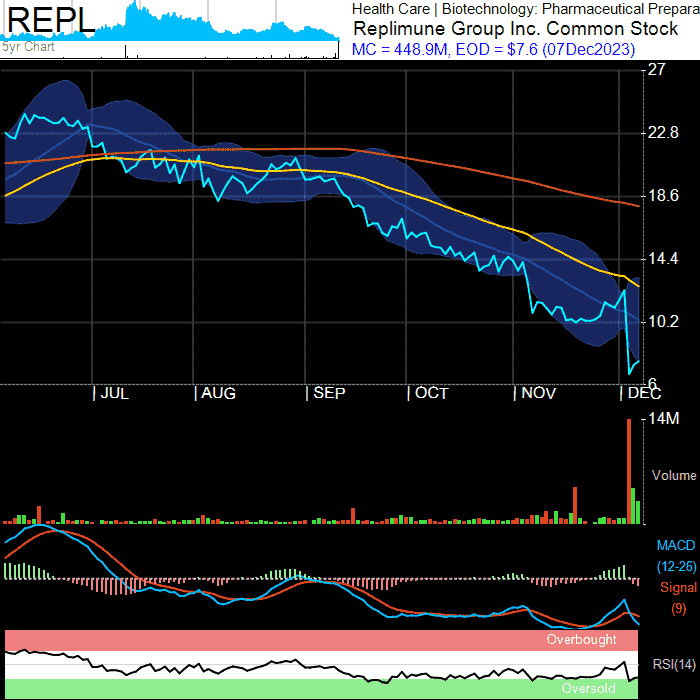 REPL
5yr Chart
Health Care | Biotechnology: Pharmaceutical Prepara
Replimune Group Inc. Common Stock
MC = 448.9M, EOD = $7.6 (07Dec2023)
27
22.8
18.6
14.4
10.2
6
| JUL | AUG | SEP | OCT | NOV | DEC
14M
Volume
MACD
(12-26)
Signal
(9)
Overbought
RSI(14)
Oversold